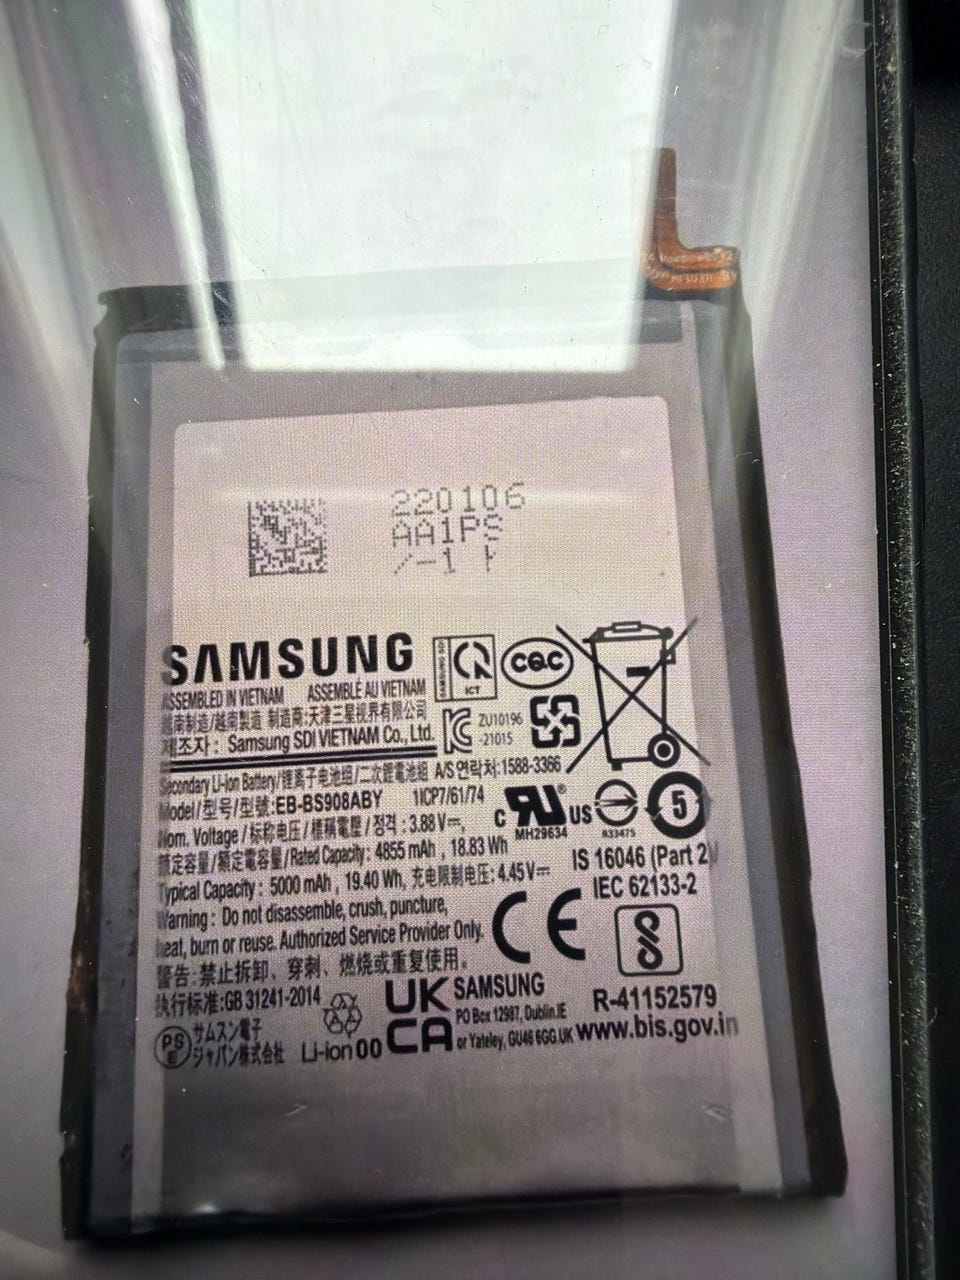 220106
AA1PS
/-1
SAMSUNG
SAMSUNG SDI
ICT
CQC
ASSEMBLED IN VIETNAM ASSEMBLÉ AU VIETNAM
越南制造/越南製造 制造商:天津三星视界有限公司
제조자 : Samsung SDI VIETNAM Co., Ltd.
ZU10196
-21015
Secondary Li-ion Battery/锂离子电池组/二次鋰電池組 A/S 연락처:1588-3366
Model/型号/型號:EB-BS908ABY 1ICP7/61/74
C RU® US
MH29634
R33475
5
Nom. Voltage / 标称电压 / 標稱電壓 / 정격 : 3.88V⎓,
额定容量/額定電容量/Rated Capacity: 4855 mAh , 18.83 Wh
IS 16046 (Part 2)
Typical Capacity : 5000 mAh , 19.40 Wh, 充电限制电压: 4.45V⎓
IEC 62133-2
Warning : Do not disassemble, crush, puncture,
heat, burn or reuse. Authorized Service Provider Only.
CE
警告: 禁止拆卸、穿刺、燃烧或重复使用。
执行标准:GB 31241-2014
UK
CA
SAMSUNG
PO Box 12987, Dublin.IE
or Yateley, GU46 6GG.UK
R-41152579
www.bis.gov.in
PS
E
サムスン電子
ジャパン株式会社
Li-ion 00